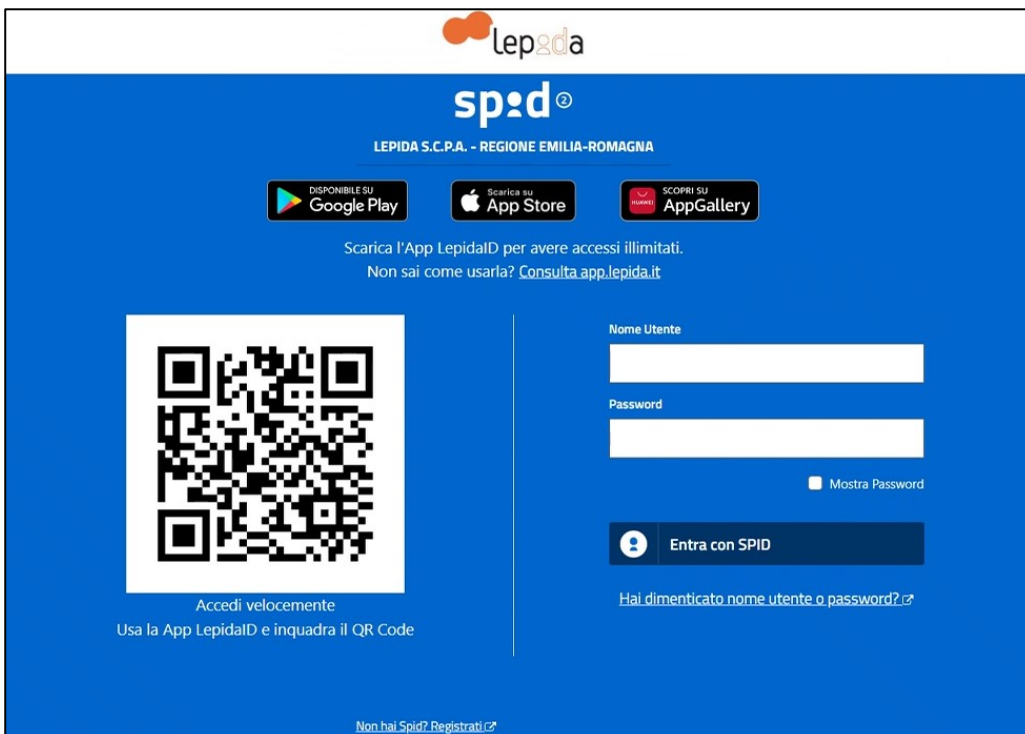 lepida
spid 2
LEPIDA S.C.P.A. - REGIONE EMILIA-ROMAGNA
DISPONIBILE SU
Google Play
Scarica su
App Store
HUAWEI
SCOPRI SU
AppGallery
Scarica l'App LepidaID per avere accessi illimitati.
Non sai come usarla? Consulta app.lepida.it
Accedi velocemente
Usa la App LepidaID e inquadra il QR Code
Nome Utente
Password
Mostra Password
Entra con SPID
Hai dimenticato nome utente o password?
Non hai Spid? Registrati